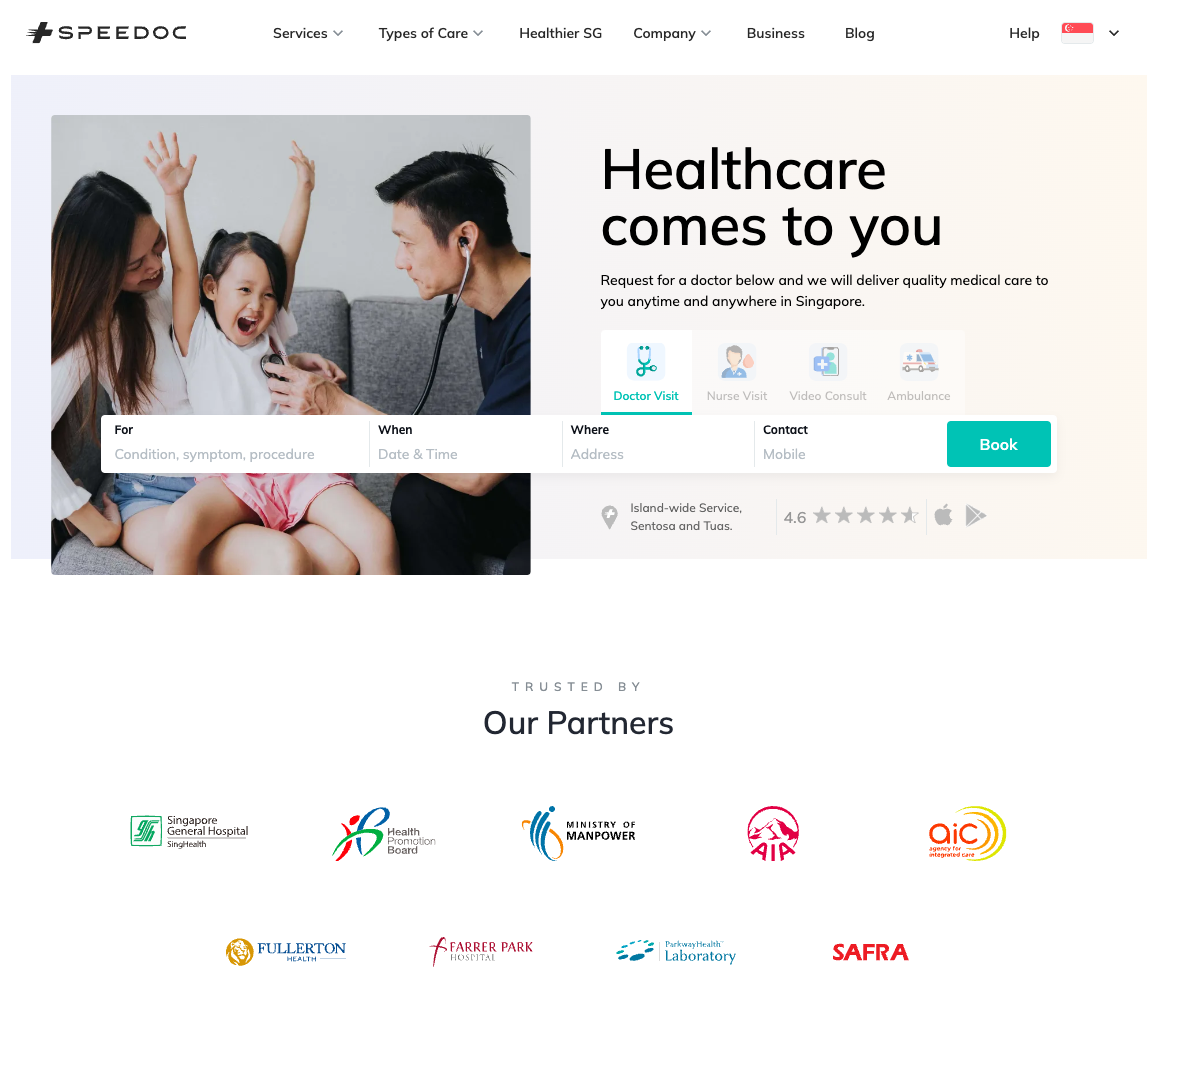 SPEEDOC
Services
Types of Care
Healthier SG
Company
Business
Blog
Help
Healthcare
comes to you
Request for a doctor below and we will deliver quality medical care to
you anytime and anywhere in Singapore.
Doctor Visit
Nurse Visit
Video Consult
Ambulance
For
Condition, symptom, procedure
When
Date & Time
Where
Address
Contact
Mobile
Book
Island-wide Service,
Sentosa and Tuas.
4.6
TRUSTED BY
Our Partners
Singapore
General Hospital
SingHealth
Health
Promotion
Board
MINISTRY OF
MANPOWER
AIA
aic
agency for
integrated care
FULLERTON
HEALTH
FARRER PARK
HOSPITAL
ParkwayHealth
Laboratory
SAFRA